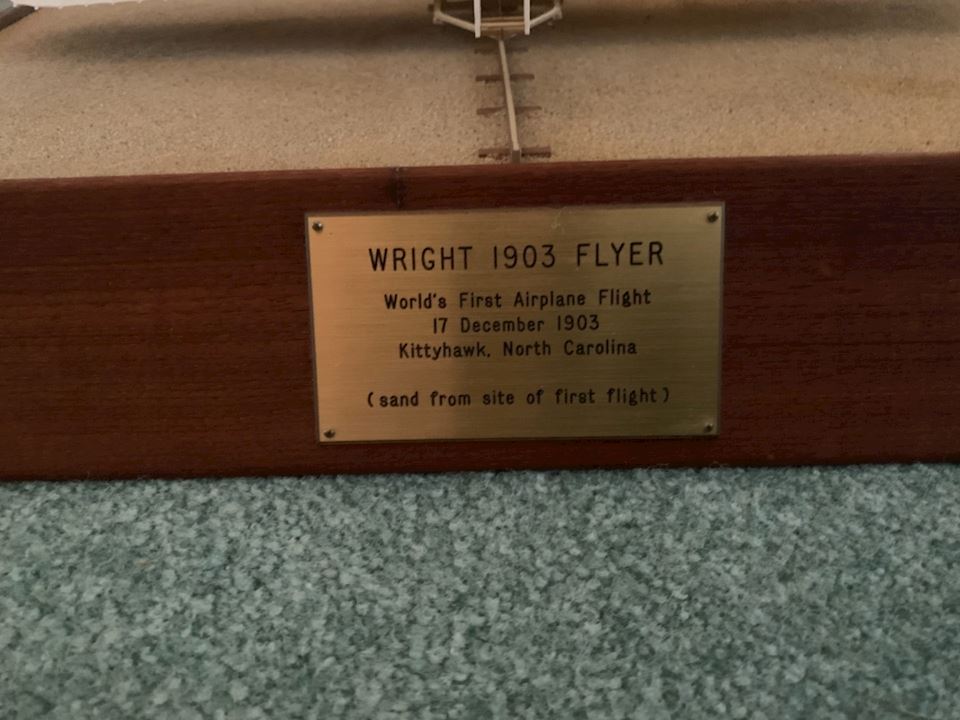 WRIGHT 1903 FLYER
World's First Airplane Flight
17 December 1903
Kittyhawk, North Carolina
(sand from site of first flight)